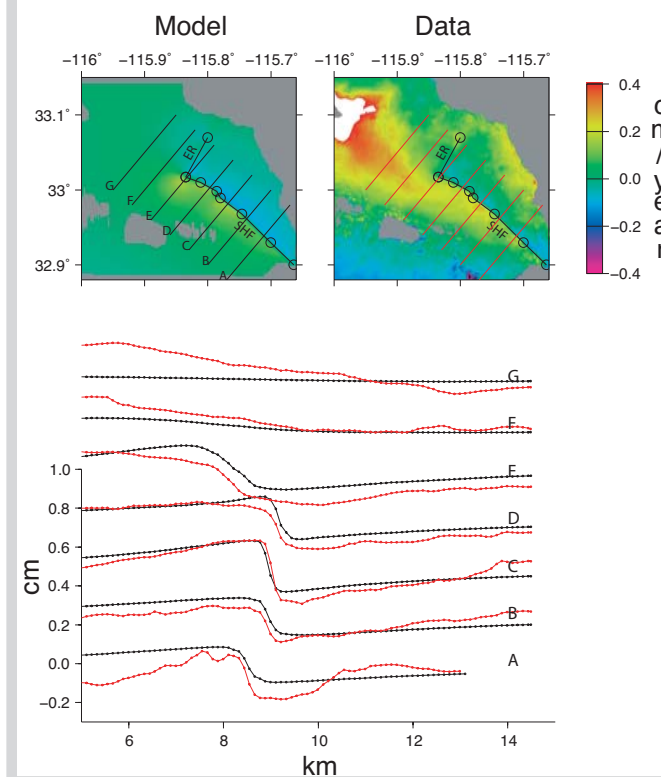 Model Data
−116° −115.9° −115.8° −115.7° −116° −115.9° −115.8° −115.7°
33.1°
33°
32.9°
ER
SHF
G
F
E
D
C
B
A
ER
SHF
0.4
0.2
0.0
−0.2
−0.4
cm/year
G
F
E
D
C
B
A
1.0
0.8
0.6
0.4
0.2
0.0
−0.2
cm
6 8 10 12 14
km